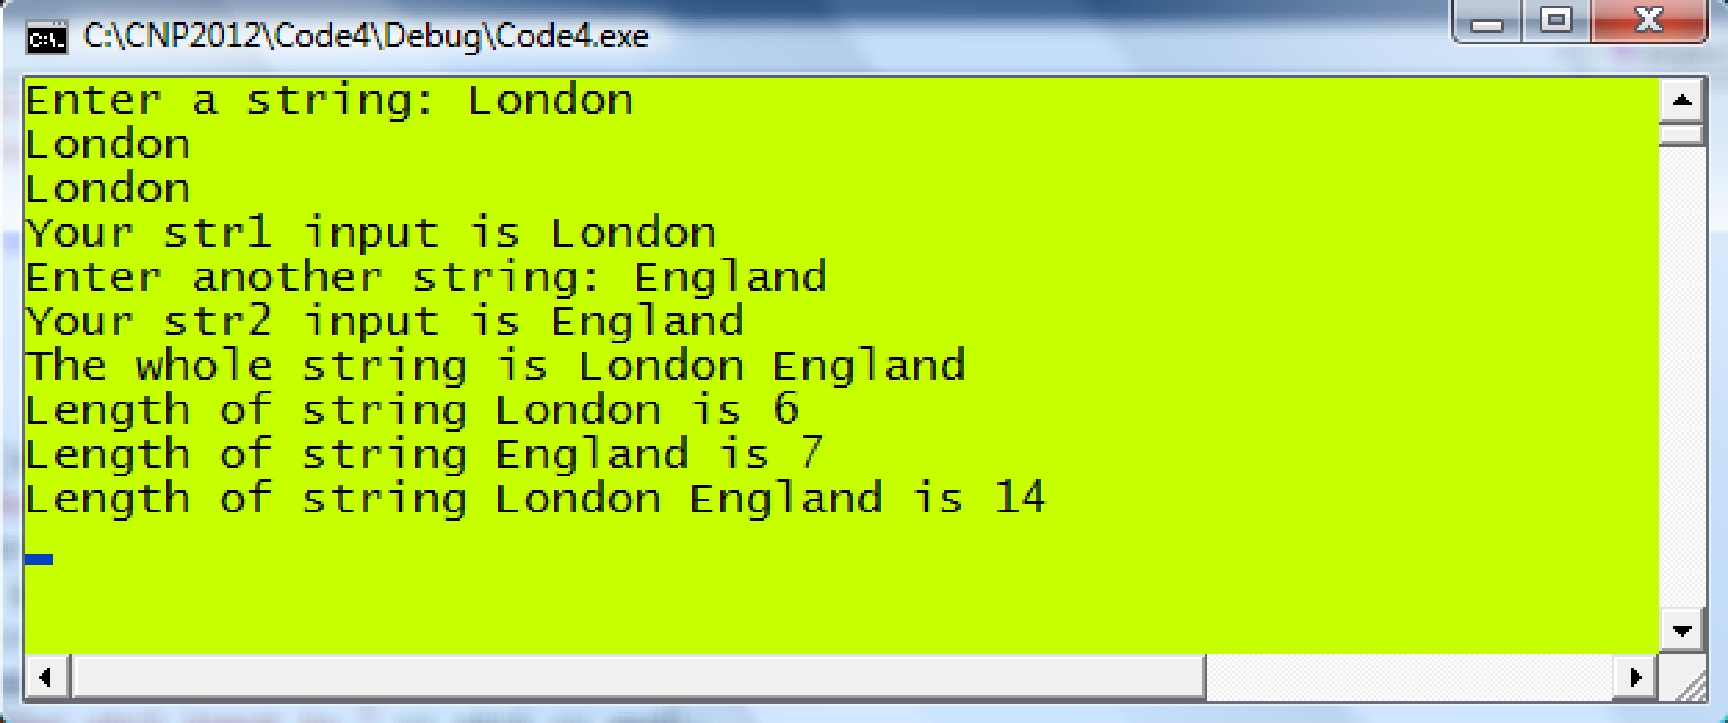 C:\CNP2012\Code4\Debug\Code4.exe
Enter a string: London
London
London
Your str1 input is London
Enter another string: England
Your str2 input is England
The whole string is London England
Length of string London is 6
Length of string England is 7
Length of string London England is 14